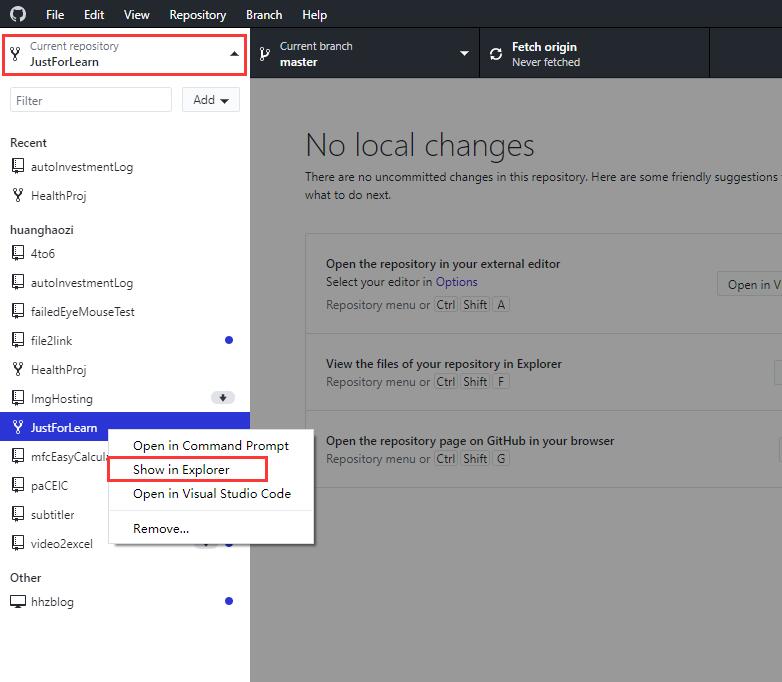 File Edit View Repository Branch Help
Current repository
JustForLearn
Current branch
master
Fetch origin
Never fetched
Filter
Add
Recent
autoInvestmentLog
HealthProj
huanghaozi
4to6
autoInvestmentLog
failedEyeMouseTest
file2link
HealthProj
ImgHosting
JustForLearn
mfcEasyCalcula
paCEIC
subtitler
video2excel
Other
hhzblog
Open in Command Prompt
Show in Explorer
Open in Visual Studio Code
Remove...
No local changes
There are no uncommitted changes in this repository. Here are some friendly suggestions
what to do next.
Open the repository in your external editor
Select your editor in Options
Repository menu or Ctrl Shift A
Open in V
View the files of your repository in Explorer
Repository menu or Ctrl Shift F
Open the repository page on GitHub in your browser
Repository menu or Ctrl Shift G